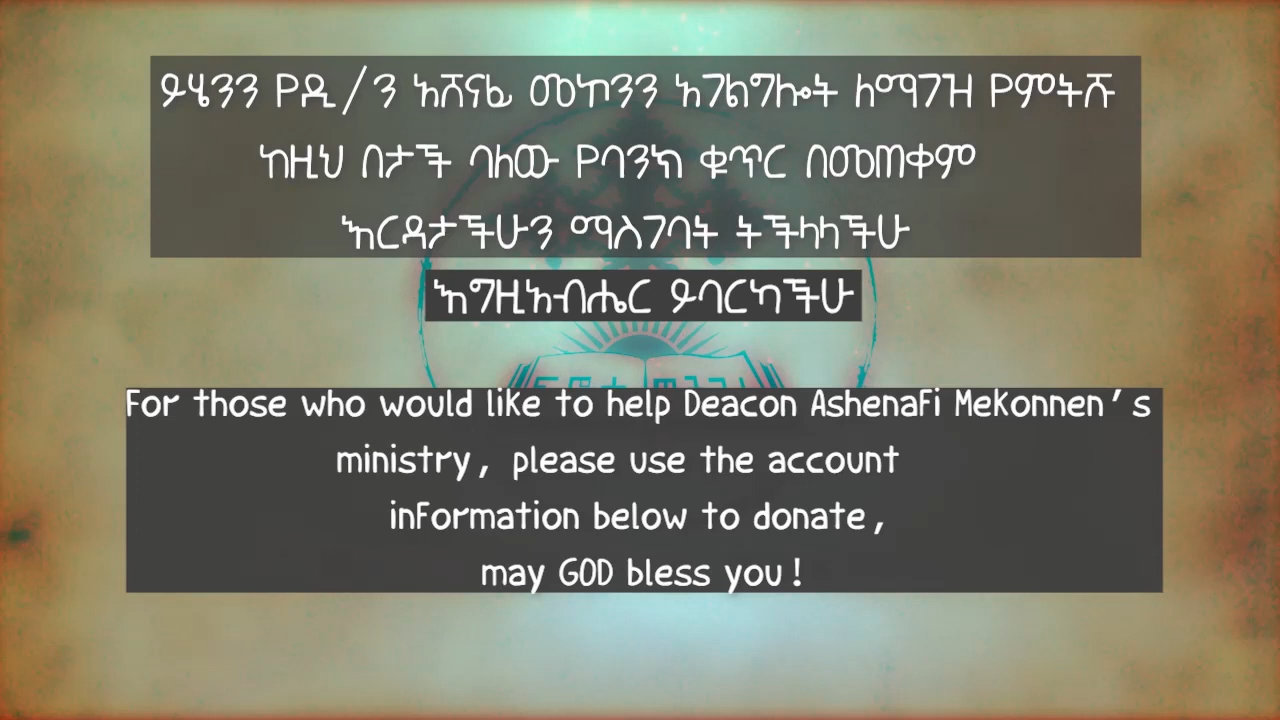 ይሄንን የዲ/ን አሸናፊ መኮንን አገልግሎት ለማገዝ የምትሹ
ከዚህ በታች ባለው የባንክ ቁጥር በመጠቀም
እርዳታችሁን ማስገባት ትችላላችሁ
እግዚአብሔር ይባርካችሁ
For those who would like to help Deacon Ashenafi Mekonnen's
ministry, please use the account
information below to donate,
may GOD bless you!